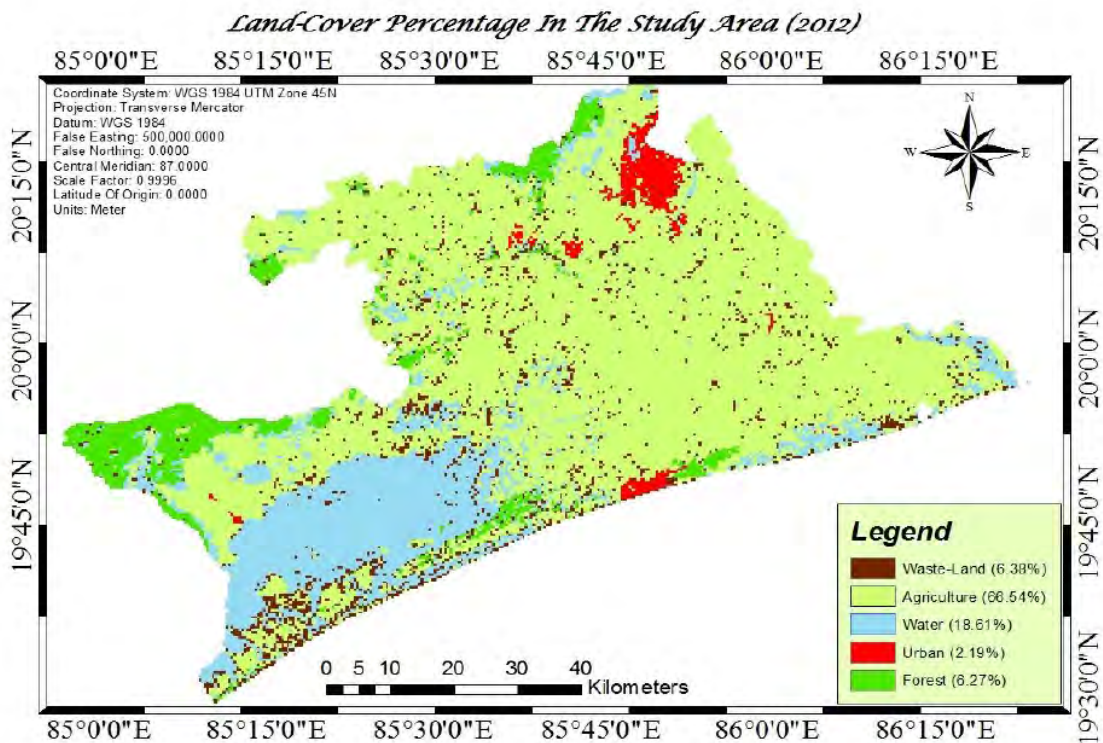 Land-Cover Percentage In The Study Area (2012)
85°0'0"E 85°15'0"E 85°30'0"E 85°45'0"E 86°0'0"E 86°15'0"E
Coordinate System: WGS 1984 UTM Zone 45N
Projection: Transverse Mercator
Datum: WGS 1984
False Easting: 500,000.0000
False Northing: 0.0000
Central Meridian: 87.0000
Scale Factor: 0.9996
Latitude Of Origin: 0.0000
Units: Meter
N
W E
S
20°15'0"N 20°15'0"N
20°0'0"N 20°0'0"N
19°45'0"N 19°45'0"N
19°30'0"N
Legend
Waste-Land (6.38%)
Agriculture (66.54%)
Water (18.61%)
Urban (2.19%)
Forest (6.27%)
0 5 10 20 30 40
Kilometers
85°0'0"E 85°15'0"E 85°30'0"E 85°45'0"E 86°0'0"E 86°15'0"E